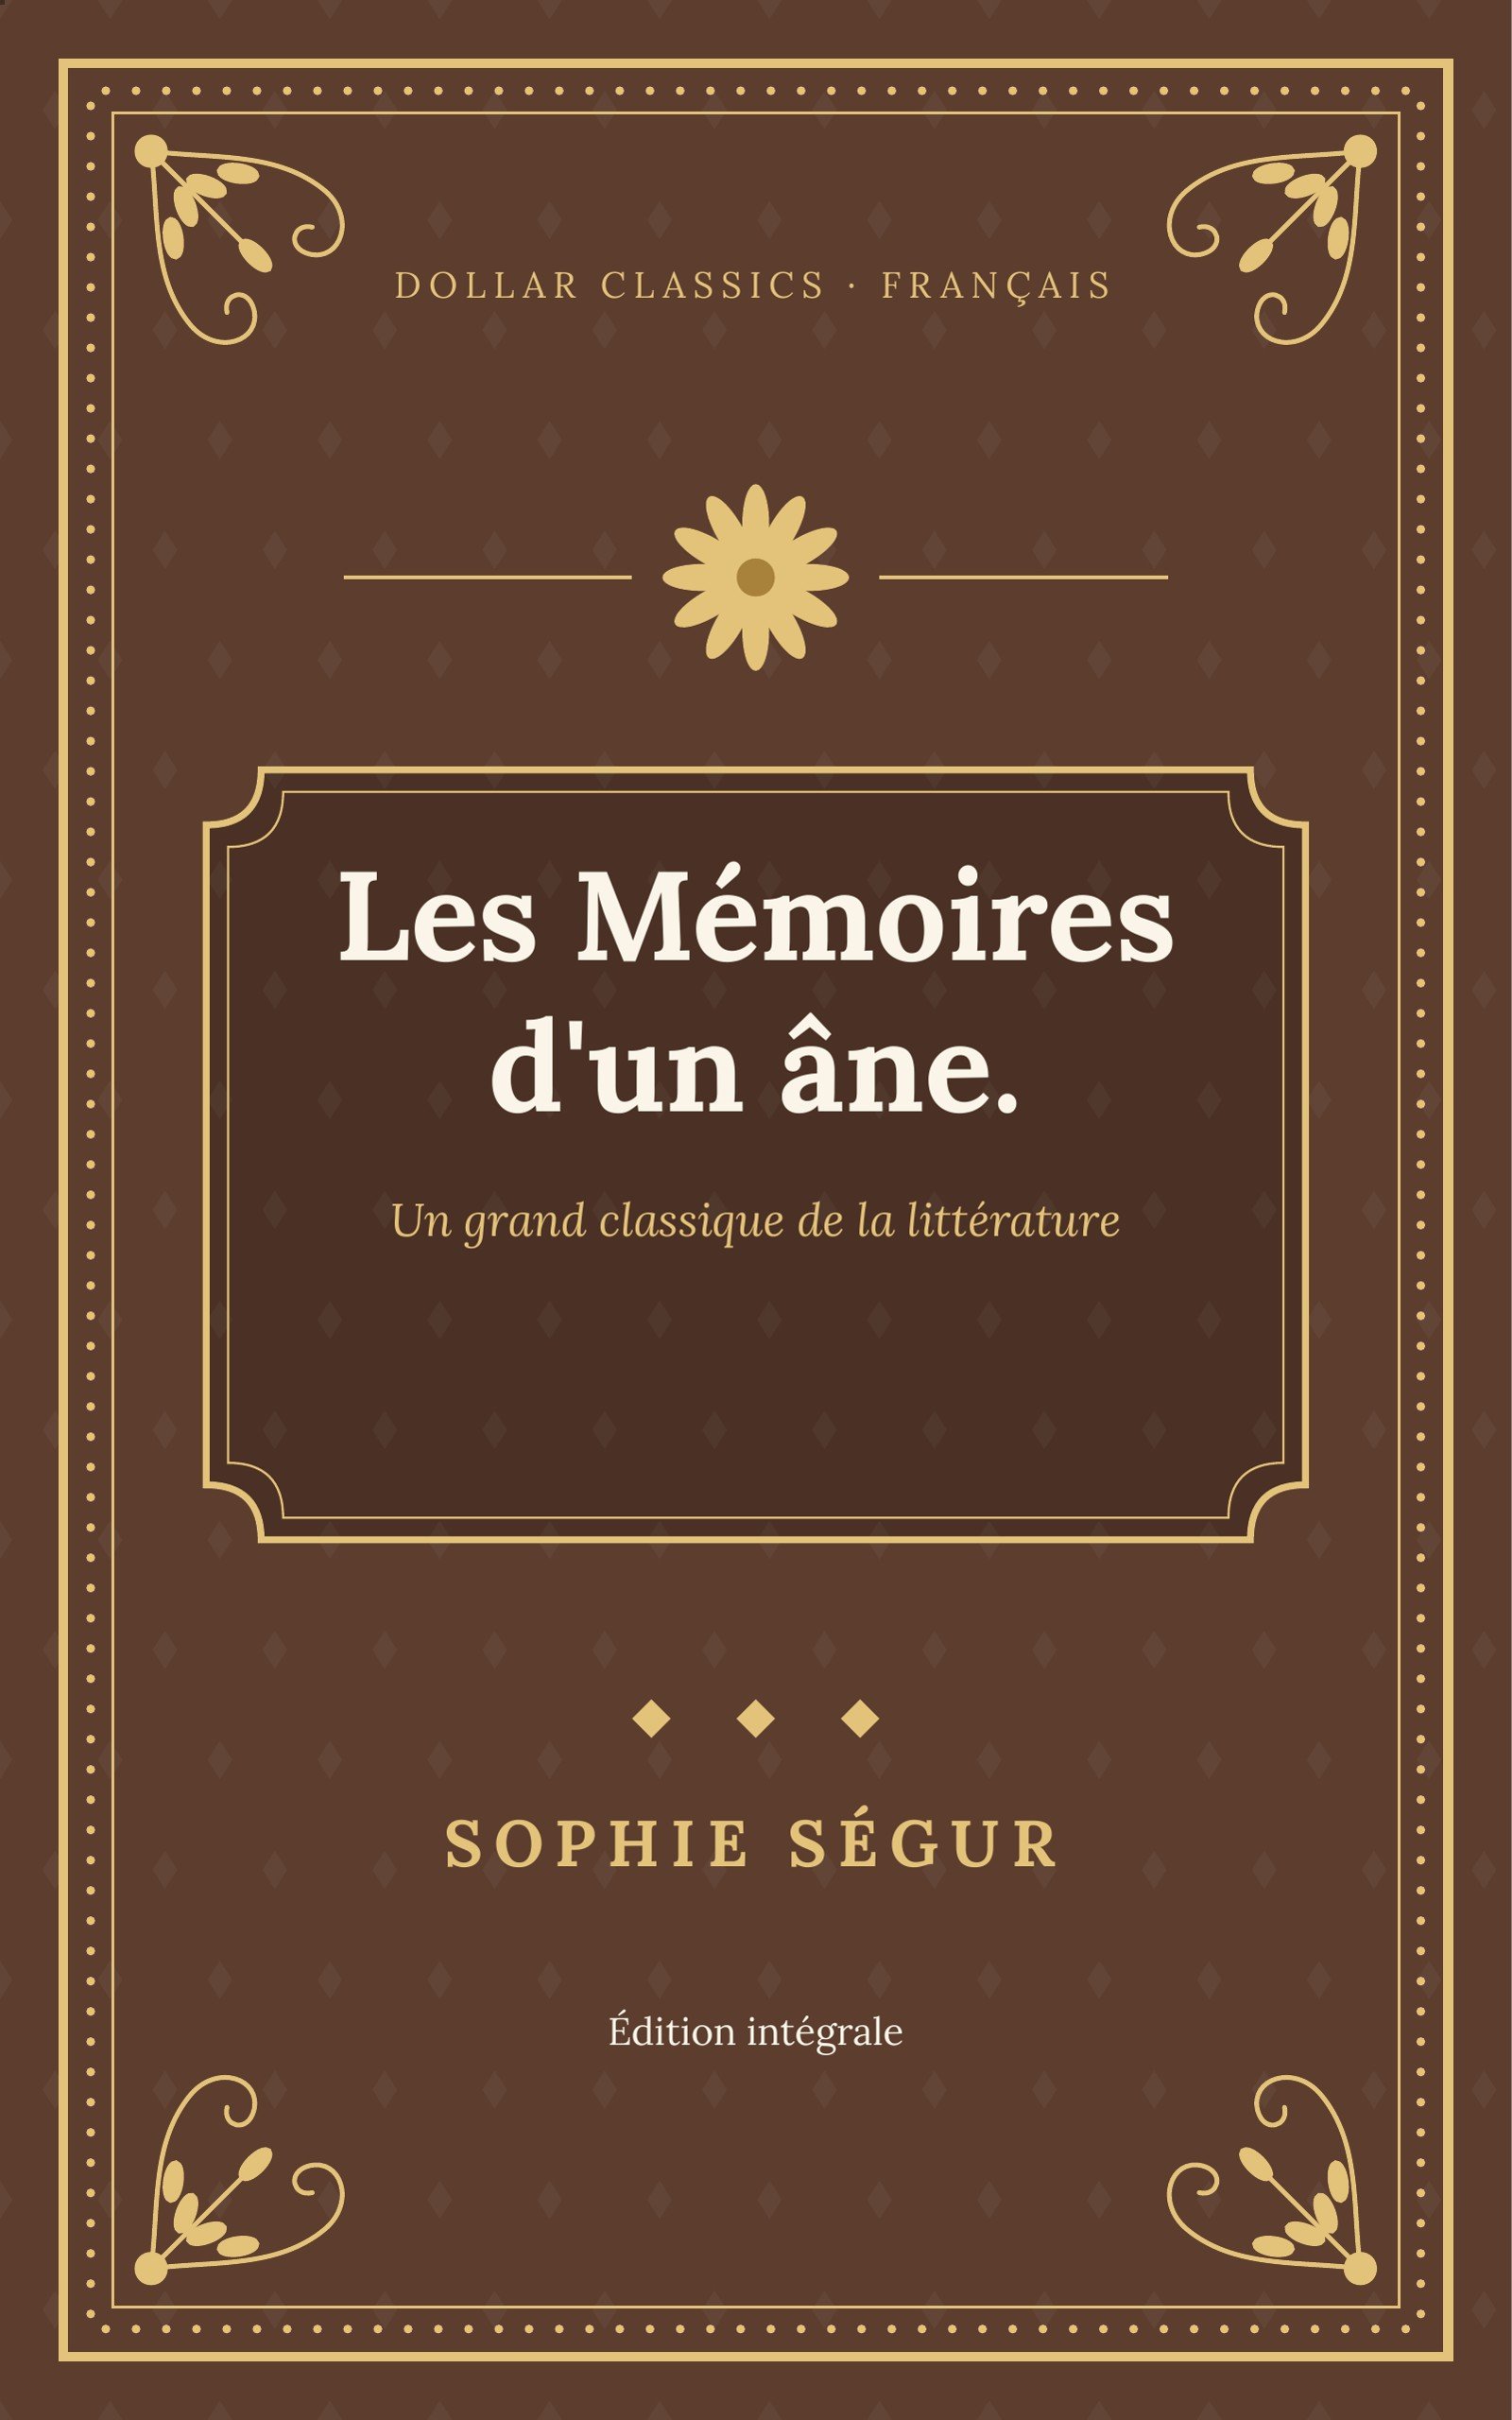 DOLLAR CLASSICS · FRANÇAIS
Les Mémoires
d'un âne.
Un grand classique de la littérature
SOPHIE SÉGUR
Édition intégrale